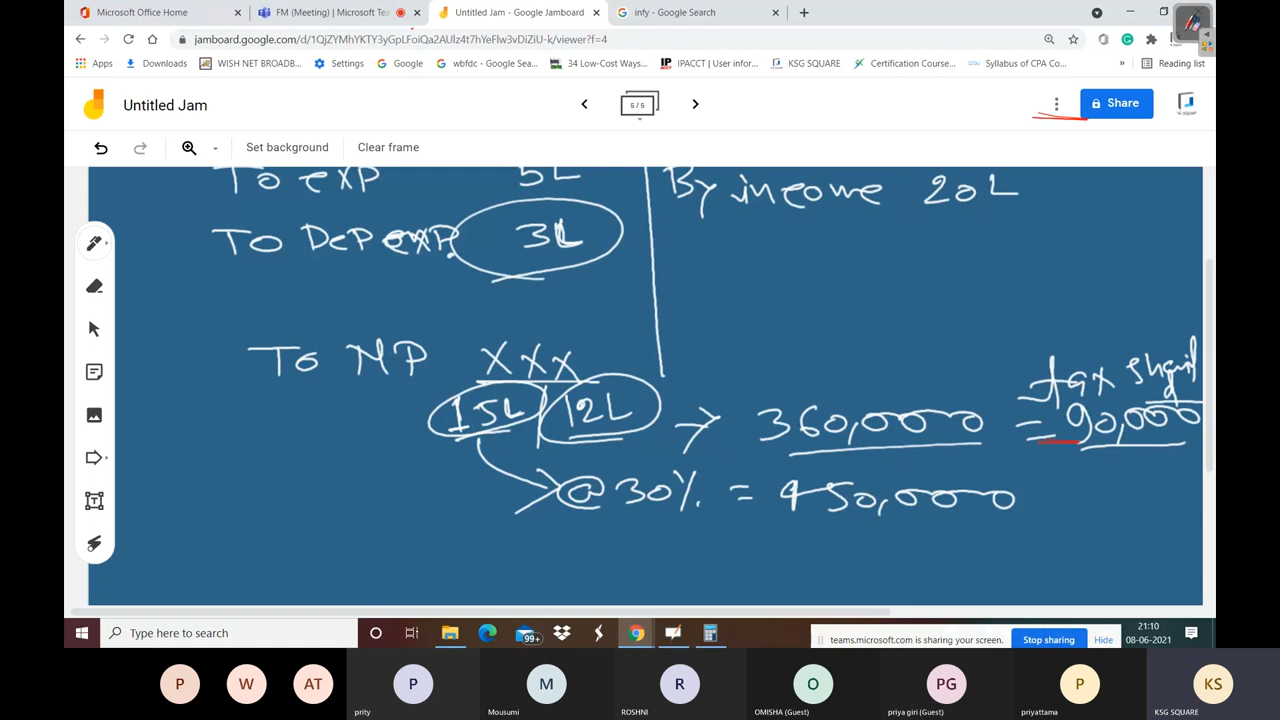 Microsoft Office Home
FM (Meeting) | Microsoft Tea
Untitled Jam - Google Jamboard
infy - Google Search
jamboard.google.com/d/1QjZYMhYKTY3yGpLFoiQa2AUlz4t7hYeFlw3vDiZiU-k/viewer?f=4
Apps
Downloads
WISH NET BROADB...
Settings
Google
wbfdc - Google Sea...
34 Low-Cost Ways...
IPACCT | User infor...
KSG SQUARE
Certification Course...
Syllabus of CPA Co...
»
Reading list
Untitled Jam
5 / 5
Share
Set background
Clear frame
To exp 5L
By income 20L
To Dep exp. 3L
To NP XXX
tax
15L 12L → 360,000 = 90,000
@ 30% = 450,000
Type here to search
99+
teams.microsoft.com is sharing your screen.
Stop sharing
Hide
21:10
08-06-2021
P
W
AT
P
M
R
O
PG
P
KS
prity
Mousumi
ROSHNI
OMISHA (Guest)
priya giri (Guest)
priyattama
KSG SQUARE